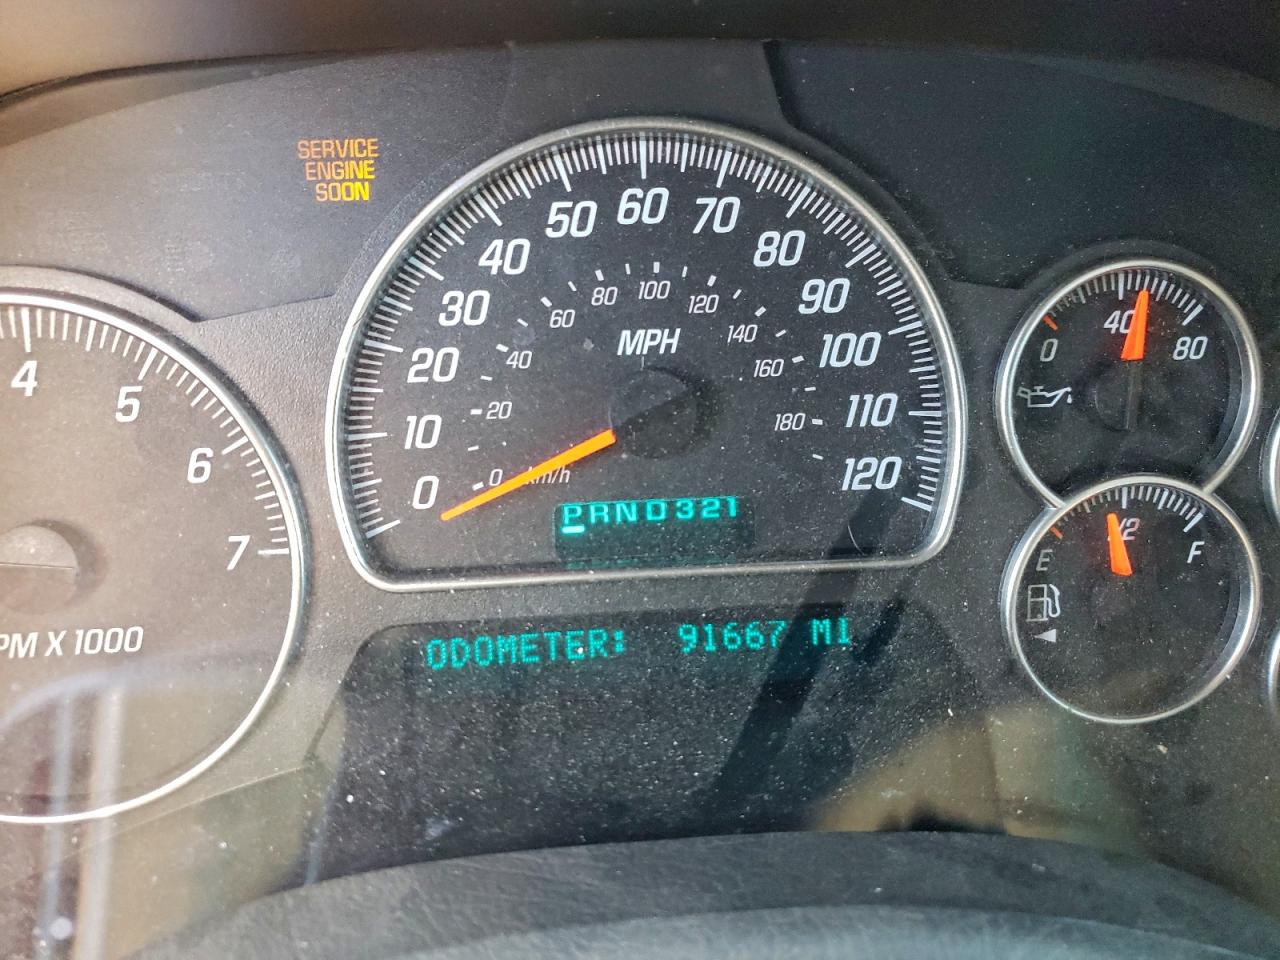 SERVICE
ENGINE
SOON
0 10 20 30 40 50 60 70 80 90 100 110 120
MPH
0 20 40 60 80 100 120 140 160 180
km/h
PRND321
ODOMETER: 91667 MI
4 5 6 7
PM X 1000
0 40 80
E 1/2 F